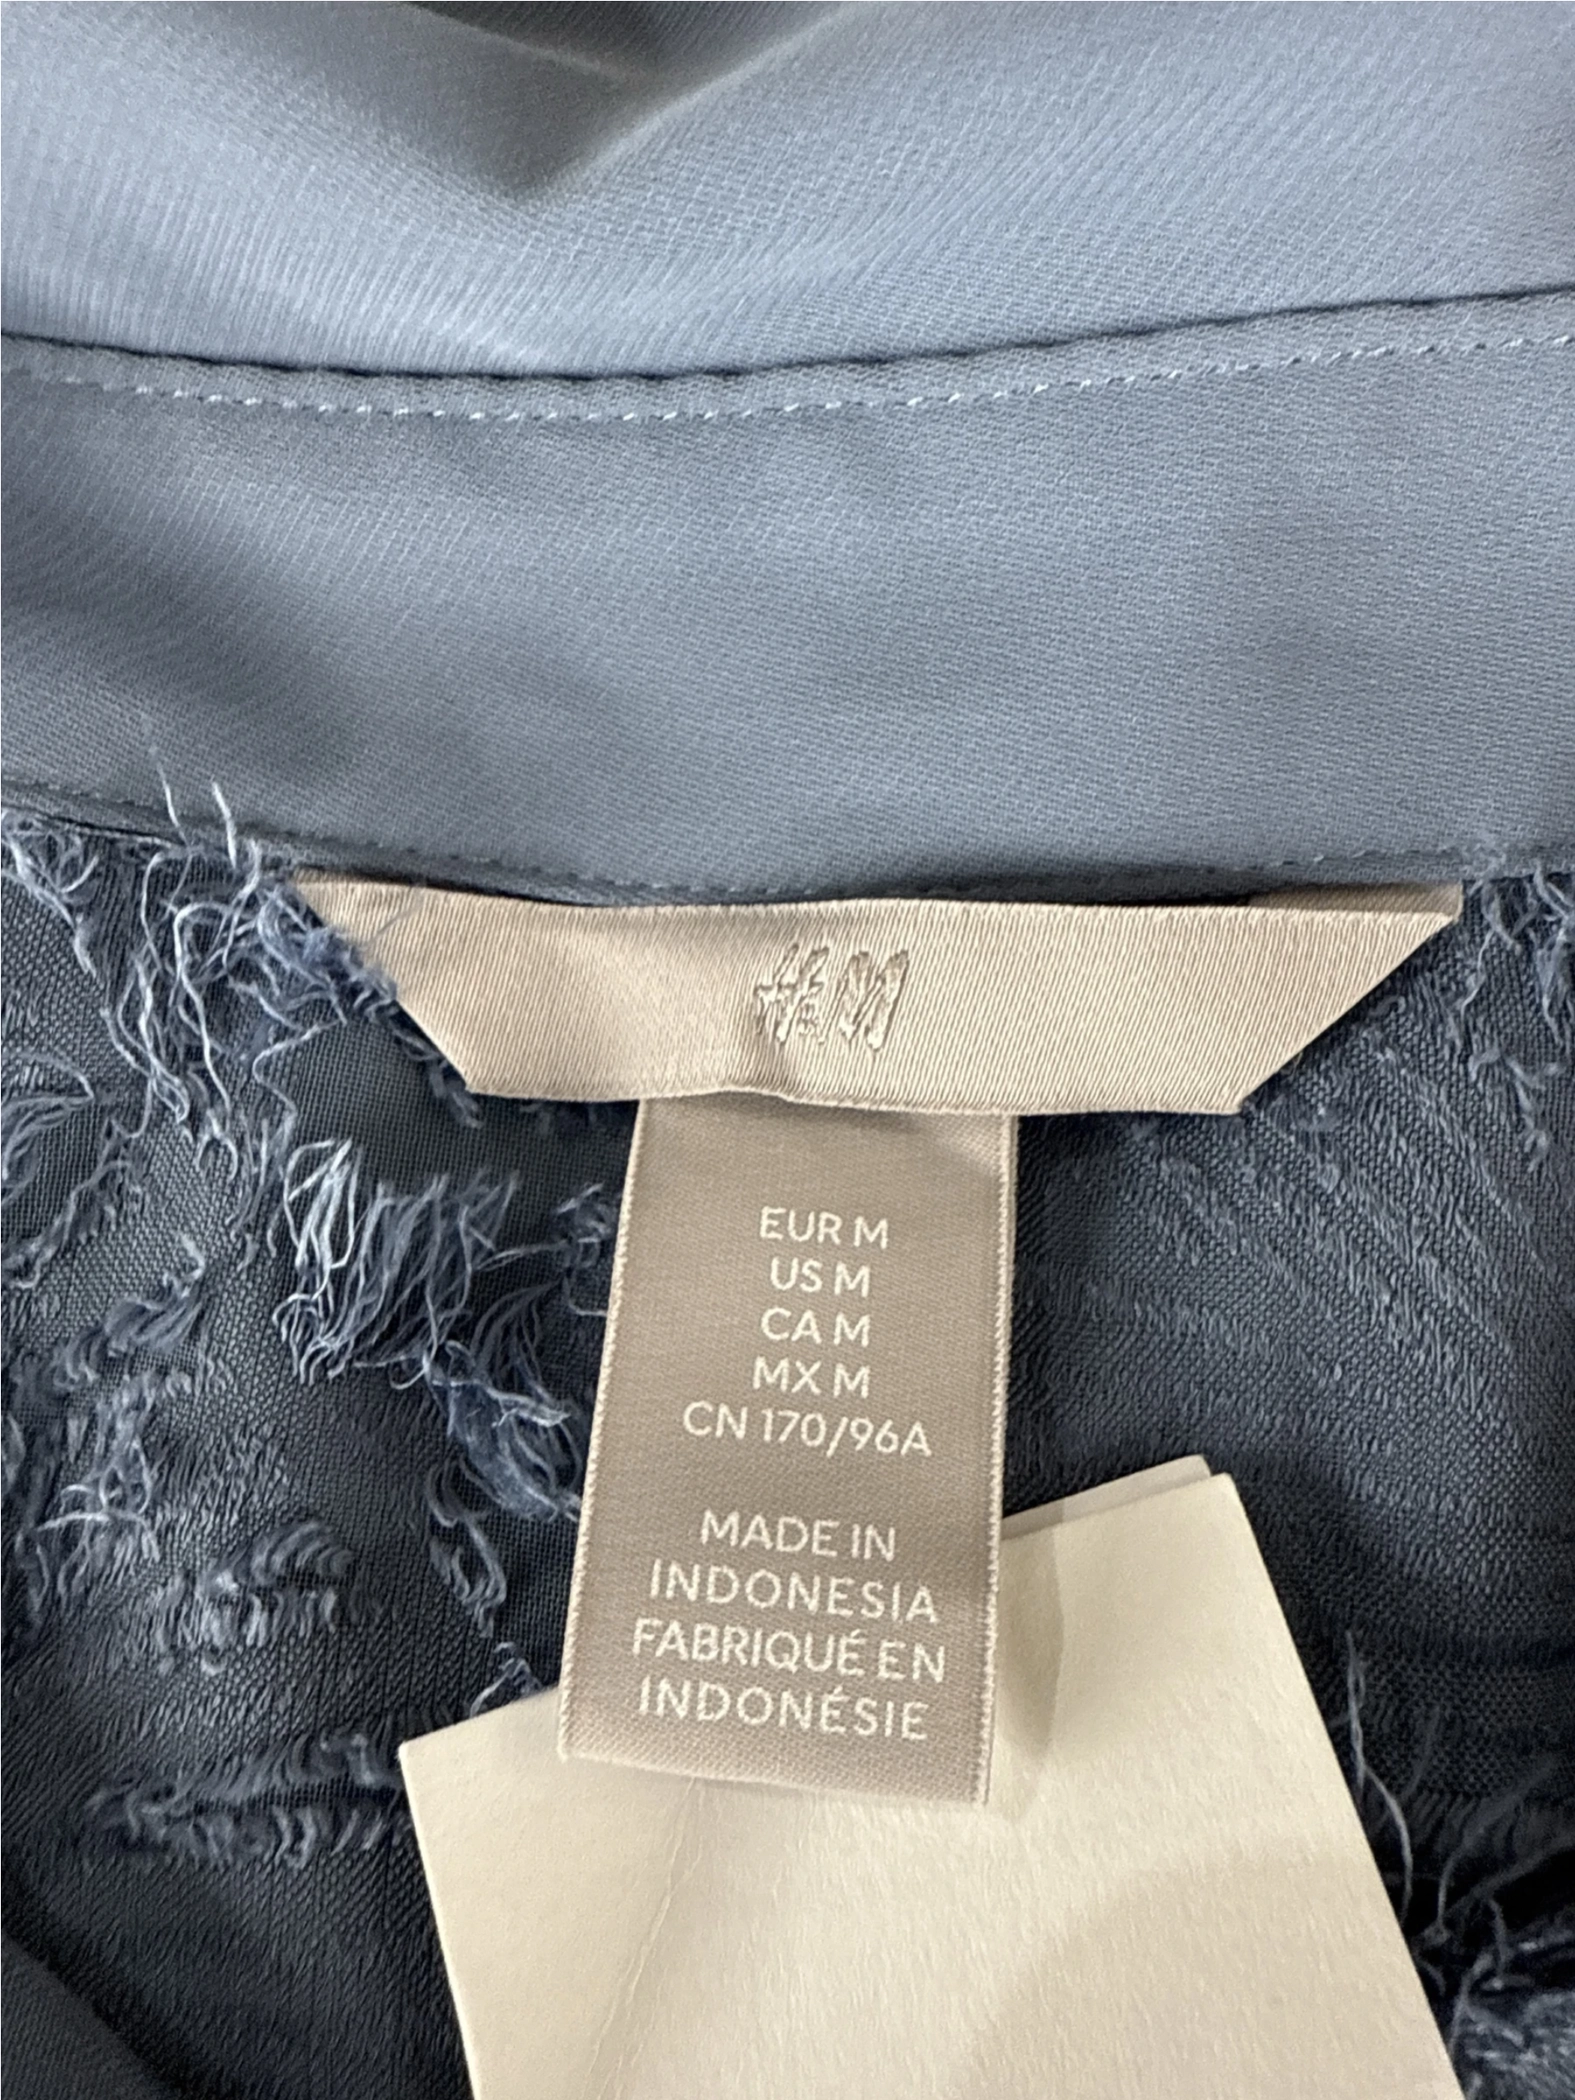 H&M
EUR M
US M
CA M
MX M
CN 170/96A
MADE IN
INDONESIA
FABRIQUÉ EN
INDONÉSIE